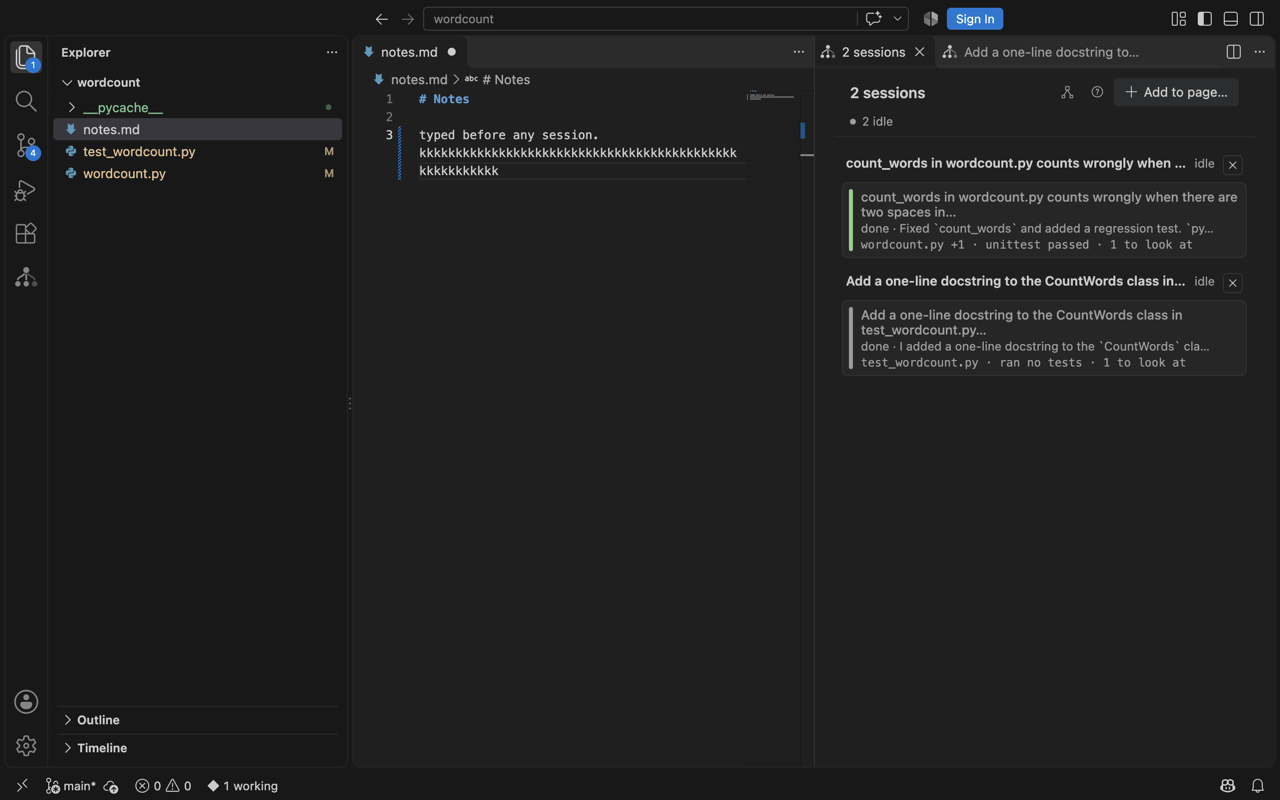 wordcount
Sign In
1
Explorer
wordcount
__pycache__
notes.md
test_wordcount.py M
wordcount.py M
4
Outline
Timeline
notes.md
notes.md > abc # Notes
1 # Notes
2
3 typed before any session.
kkkkkkkkkkkkkkkkkkkkkkkkkkkkkkkkkkkkkkkkkkkk
kkkkkkkkkkk
2 sessions
Add a one-line docstring to...
2 sessions
Add to page...
2 idle
count_words in wordcount.py counts wrongly when ... idle
count_words in wordcount.py counts wrongly when there are
two spaces in...
done · Fixed `count_words` and added a regression test. `py...
wordcount.py +1 · unittest passed · 1 to look at
Add a one-line docstring to the CountWords class in... idle
Add a one-line docstring to the CountWords class in
test_wordcount.py...
done · I added a one-line docstring to the `CountWords` cla...
test_wordcount.py · ran no tests · 1 to look at
main* 0 0 1 working